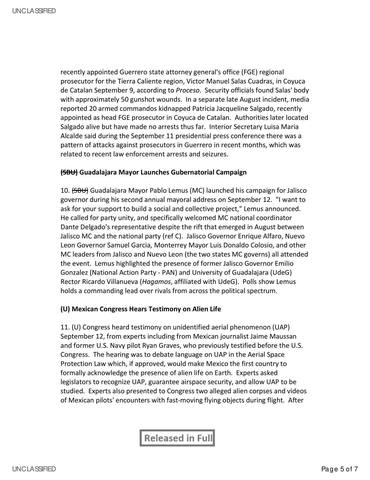 UNCLASSIFIED
recently appointed Guerrero state attorney general's office (FGE) regional
prosecutor for the Tierra Caliente region, Victor Manuel Salas Cuadras, in Coyuca
de Catalan September 9, according to Proceso. Security officials found Salas' body
with approximately 50 gunshot wounds. In a separate late August incident, media
reported 20 armed commandos kidnapped Patricia Jacqueline Salgado, recently
appointed as head FGE prosecutor in Coyuca de Catalan. Authorities later located
Salgado alive but have made no arrests thus far. Interior Secretary Luisa Maria
Alcalde said during the September 11 presidential press conference there was a
pattern of attacks against prosecutors in Guerrero in recent months, which was
related to recent law enforcement arrests and seizures.
(SBU) Guadalajara Mayor Launches Gubernatorial Campaign
10. (SBU) Guadalajara Mayor Pablo Lemus (MC) launched his campaign for Jalisco
governor during his second annual mayoral address on September 12. "I want to
ask for your support to build a social and collective project," Lemus announced.
He called for party unity, and specifically welcomed MC national coordinator
Dante Delgado's representative despite the rift that emerged in August between
Jalisco MC and the national party (ref C). Jalisco Governor Enrique Alfaro, Nuevo
Leon Governor Samuel Garcia, Monterrey Mayor Luis Donaldo Colosio, and other
MC leaders from Jalisco and Nuevo Leon (the two states MC governs) all attended
the event. Lemus highlighted the presence of former Jalisco Governor Emilio
Gonzalez (National Action Party - PAN) and University of Guadalajara (UdeG)
Rector Ricardo Villanueva (Hagamos, affiliated with UdeG). Polls show Lemus
holds a commanding lead over rivals from across the political spectrum.
(U) Mexican Congress Hears Testimony on Alien Life
11. (U) Congress heard testimony on unidentified aerial phenomenon (UAP)
September 12, from experts including from Mexican journalist Jaime Maussan
and former U.S. Navy pilot Ryan Graves, who previously testified before the U.S.
Congress. The hearing was to debate language on UAP in the Aerial Space
Protection Law which, if approved, would make Mexico the first country to
formally acknowledge the presence of alien life on Earth. Experts asked
legislators to recognize UAP, guarantee airspace security, and allow UAP to be
studied. Experts also presented to Congress two alleged alien corpses and videos
of Mexican pilots' encounters with fast-moving flying objects during flight. After
Released in Full
UNCLASSIFIED
Page 5 of 7